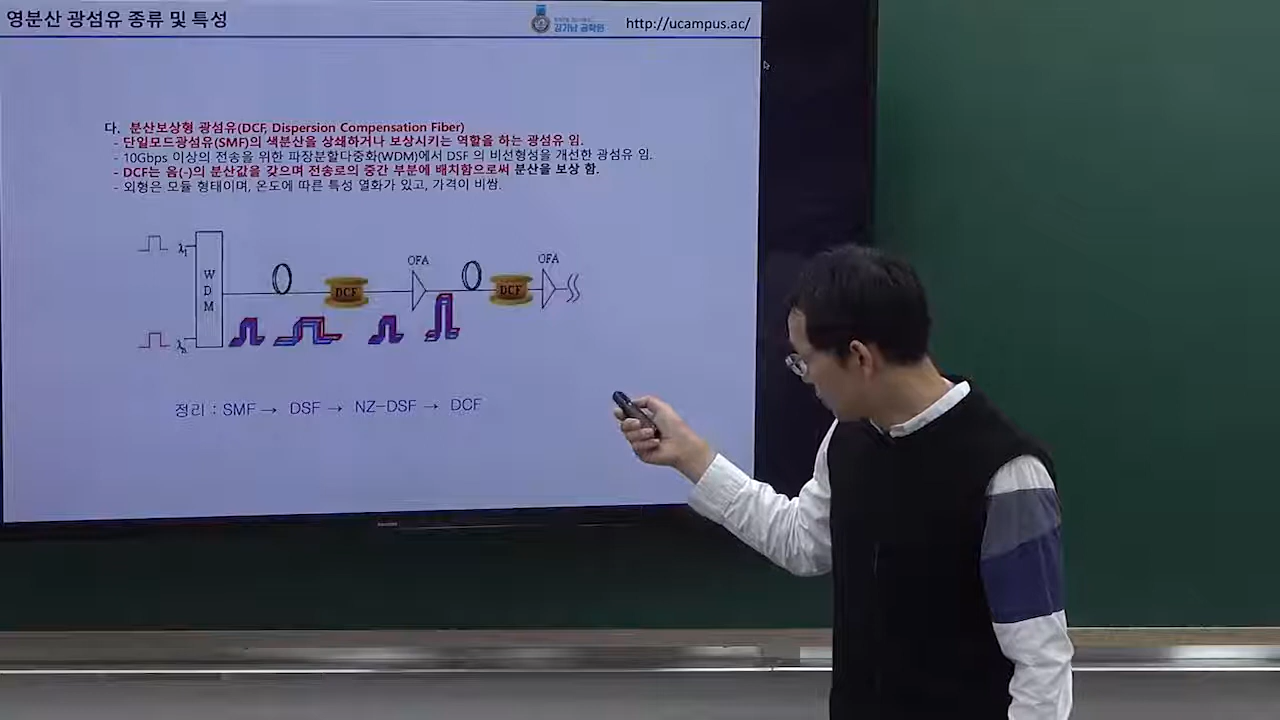 영분산 광섬유 종류 및 특성
김기남 공학원 http://ucampus.ac/
다. 분산보상형 광섬유(DCF, Dispersion Compensation Fiber)
- 단일모드광섬유(SMF)의 색분산을 상쇄하거나 보상시키는 역할을 하는 광섬유 임.
- 10Gbps 이상의 전송을 위한 파장분할다중화(WDM)에서 DSF 의 비선형성을 개선한 광섬유 임.
- DCF는 음(-)의 분산값을 갖으며 전송로의 중간 부분에 배치함으로써 분산을 보상 함.
- 외형은 모듈 형태이며, 온도에 따른 특성 열화가 있고, 가격이 비쌈.
λ1
WDM
DCF
OFA
DCF
OFA
λn
정리 : SMF → DSF → NZ-DSF → DCF